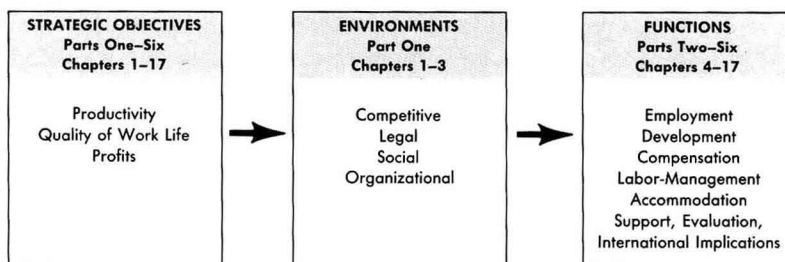 STRATEGIC OBJECTIVES
Parts One–Six
Chapters 1–17
Productivity
Quality of Work Life
Profits
ENVIRONMENTS
Part One
Chapters 1–3
Competitive
Legal
Social
Organizational
FUNCTIONS
Parts Two–Six
Chapters 4–17
Employment
Development
Compensation
Labor-Management
Accommodation
Support, Evaluation,
International Implications